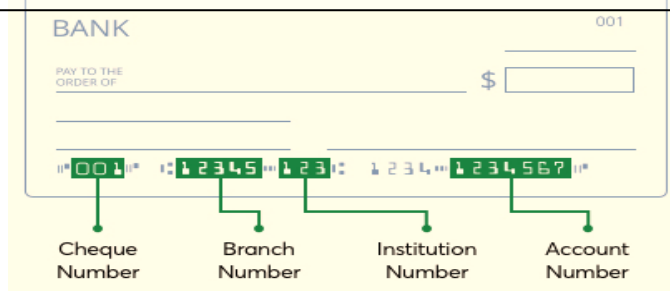 BANK 001
PAY TO THE
ORDER OF $
⑈001⑈ ⑆12345⑉123⑆ 1234⑉1234567⑈
Cheque Number
Branch Number
Institution Number
Account Number